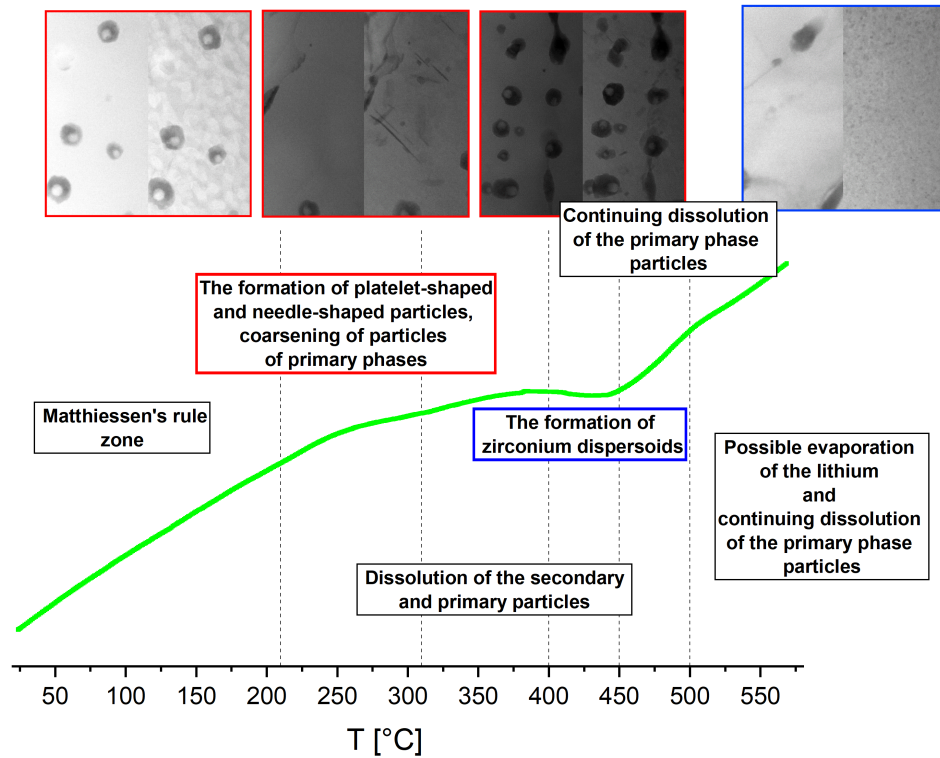 Continuing dissolution
of the primary phase
particles
The formation of platelet-shaped
and needle-shaped particles,
coarsening of particles
of primary phases
Matthiessen's rule
zone
The formation of
zirconium dispersoids
Possible evaporation
of the lithium
and
continuing dissolution
of the primary phase
particles
Dissolution of the secondary
and primary particles
50 100 150 200 250 300 350 400 450 500 550
T [°C]